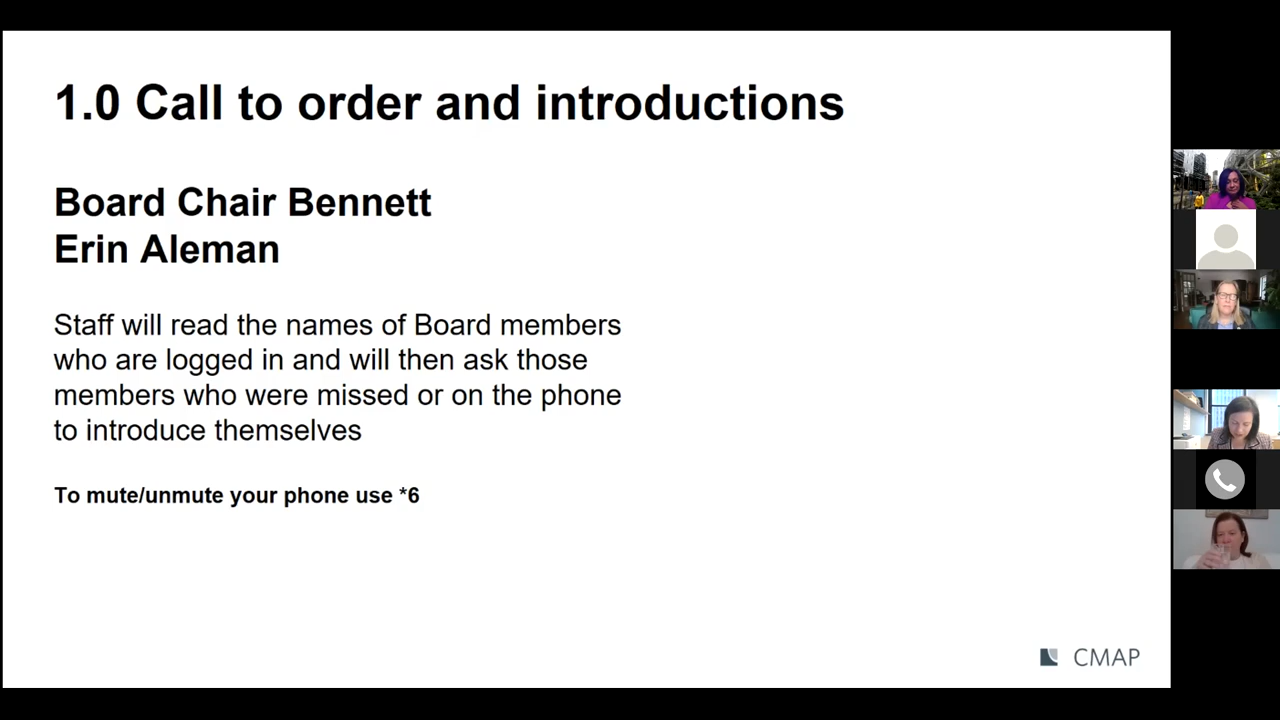 1.0 Call to order and introductions
Board Chair Bennett
Erin Aleman
Staff will read the names of Board members
who are logged in and will then ask those
members who were missed or on the phone
to introduce themselves
To mute/unmute your phone use *6
CMAP